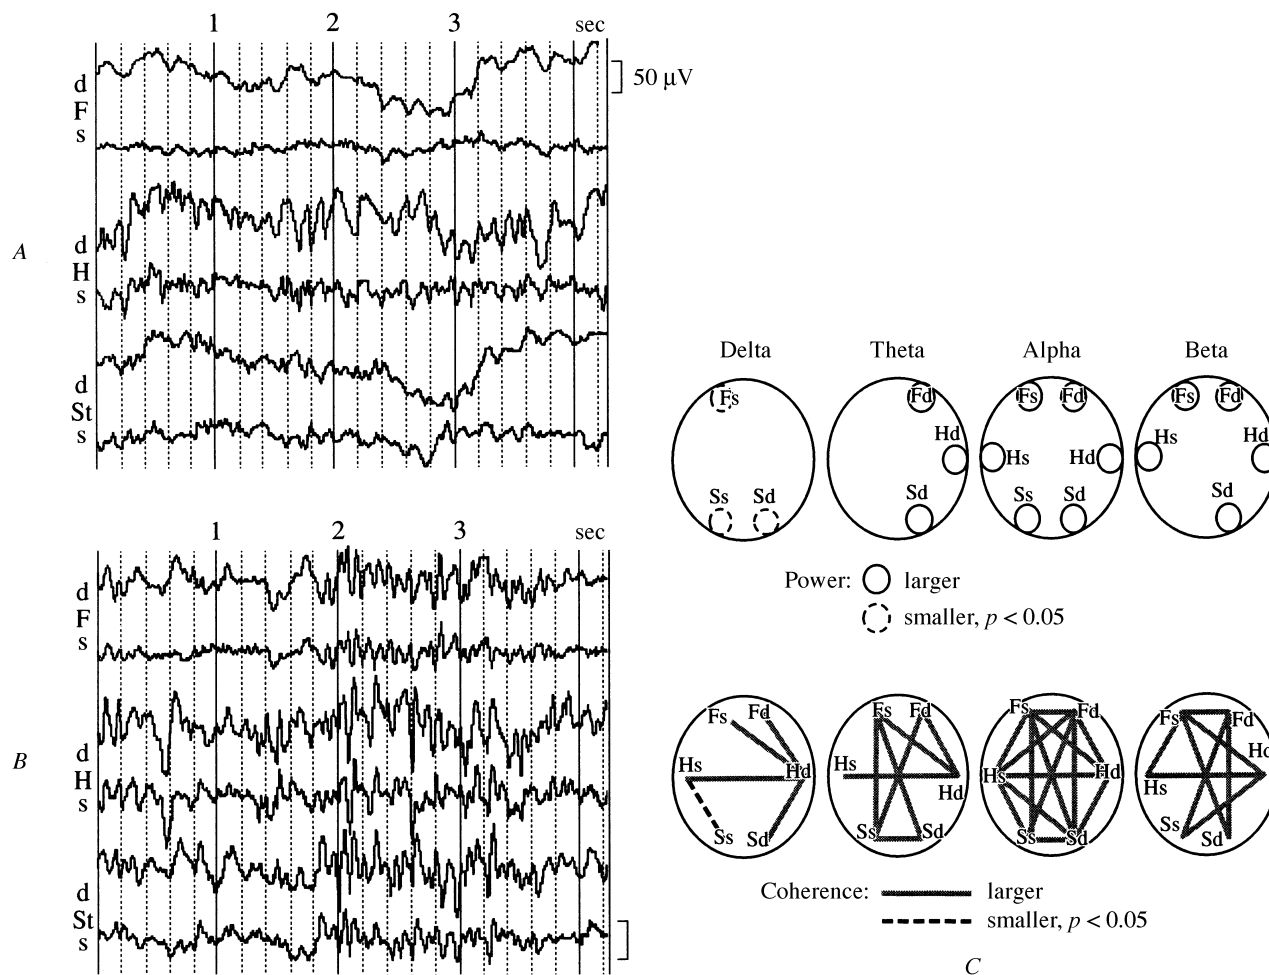 1 2 3 sec
50 μV
d
F
s
A
d
H
s
d
St
s
1 2 3 sec
d
F
s
B
d
H
s
d
St
s
Delta Theta Alpha Beta
Fs Fd Fs Fd Fs Fd
Hd Hs Hd Hs Hd
Ss Sd Sd Ss Sd Sd
Power: larger
smaller, p < 0.05
Fs Fd Fs Fd Fs Fd Fs Fd
Hs Hd Hs Hd Hs Hd Hs Hd
Ss Sd Ss Sd Ss Sd Ss Sd
Coherence: larger
smaller, p < 0.05
C